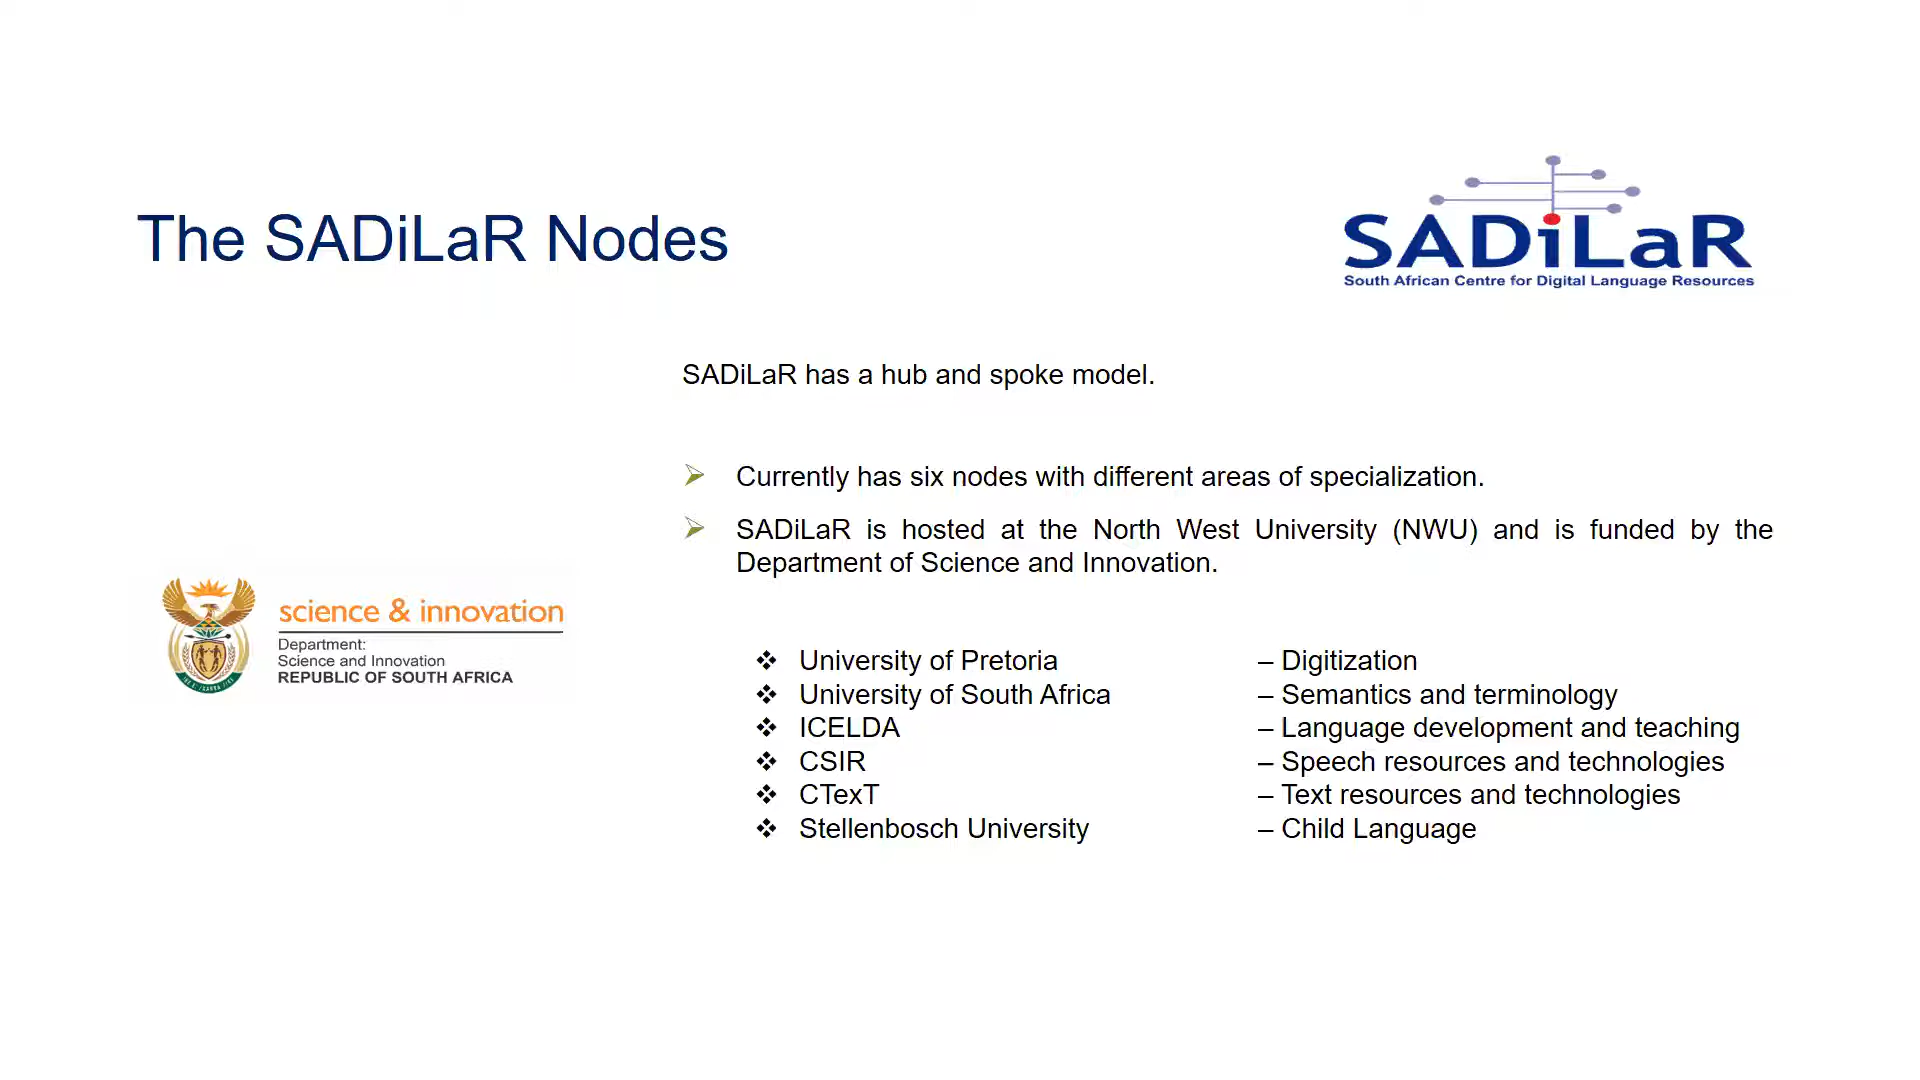 The SADiLaR Nodes
SADiLaR
South African Centre for Digital Language Resources
SADiLaR has a hub and spoke model.
Currently has six nodes with different areas of specialization.
SADiLaR is hosted at the North West University (NWU) and is funded by the
Department of Science and Innovation.
science & innovation
Department:
Science and Innovation
REPUBLIC OF SOUTH AFRICA
University of Pretoria – Digitization
University of South Africa – Semantics and terminology
ICELDA – Language development and teaching
CSIR – Speech resources and technologies
CTexT – Text resources and technologies
Stellenbosch University – Child Language